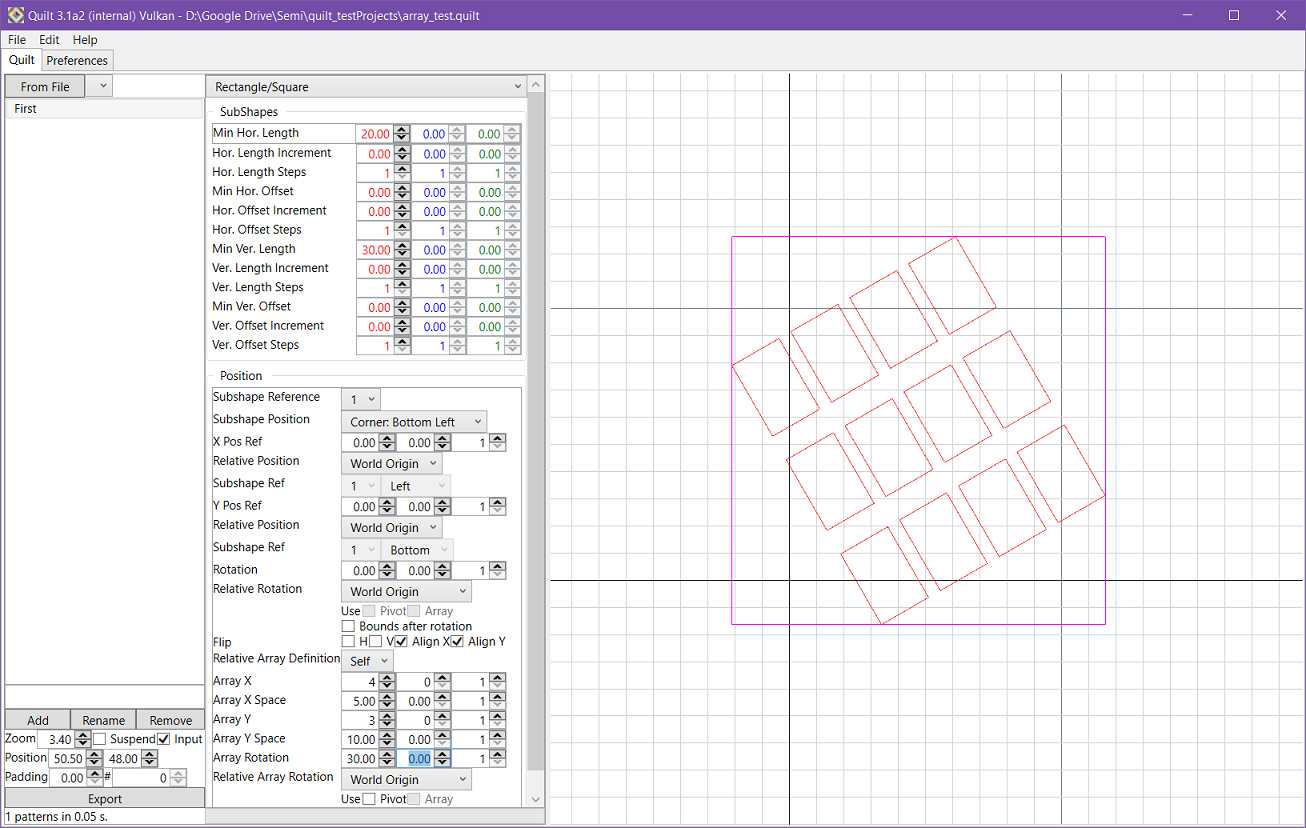 Quilt 3.1a2 (internal) Vulkan - D:\Google Drive\Semi\quilt_testProjects\array_test.quilt
File Edit Help
Quilt Preferences
From File
First
Rectangle/Square
SubShapes
Min Hor. Length 20.00 0.00 0.00
Hor. Length Increment 0.00 0.00 0.00
Hor. Length Steps 1 1 1
Min Hor. Offset 0.00 0.00 0.00
Hor. Offset Increment 0.00 0.00 0.00
Hor. Offset Steps 1 1 1
Min Ver. Length 30.00 0.00 0.00
Ver. Length Increment 0.00 0.00 0.00
Ver. Length Steps 1 1 1
Min Ver. Offset 0.00 0.00 0.00
Ver. Offset Increment 0.00 0.00 0.00
Ver. Offset Steps 1 1 1
Position
Subshape Reference 1
Subshape Position Corner: Bottom Left
X Pos Ref 0.00 0.00 1
Relative Position World Origin
Subshape Ref 1 Left
Y Pos Ref 0.00 0.00 1
Relative Position World Origin
Subshape Ref 1 Bottom
Rotation 0.00 0.00 1
Relative Rotation World Origin
Use Pivot Array
Bounds after rotation
Flip H V Align X Align Y
Relative Array Definition Self
Array X 4 0 1
Array X Space 5.00 0.00 1
Array Y 3 0 1
Array Y Space 10.00 0.00 1
Array Rotation 30.00 0.00 1
Relative Array Rotation World Origin
Use Pivot Array
Add Rename Remove
Zoom 3.40 Suspend Input
Position 50.50 48.00
Padding 0.00 # 0
Export
1 patterns in 0.05 s.